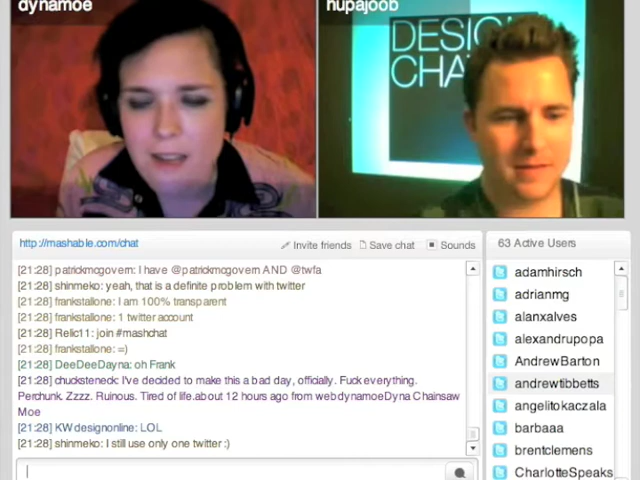 dynamoe
hupajoob
DESIGN
CHA
http://mashable.com/chat
Invite friends
Save chat
Sounds
63 Active Users
[21:28] patrickmcgovern: I have @patrickmcgovern AND @twfa
[21:28] shinmeko: yeah, that is a definite problem with twitter
[21:28] frankstallone: I am 100% transparent
[21:28] frankstallone: 1 twitter account
[21:28] Relic11: join #mashchat
[21:28] frankstallone: =)
[21:28] DeeDeeDayna: oh Frank
[21:28] chucksteneck: I've decided to make this a bad day, officially. Fuck everything.
Perchunk. Zzzz. Ruinous. Tired of life.about 12 hours ago from webdynamoeDyna Chainsaw
Moe
[21:28] KWdesignonline: LOL
[21:28] shinmeko: I still use only one twitter :)
adamhirsch
adrianmg
alanxalves
alexandrupopa
AndrewBarton
andrewtibbetts
angelitokaczala
barbaaa
brentclemens
CharlotteSpeaks